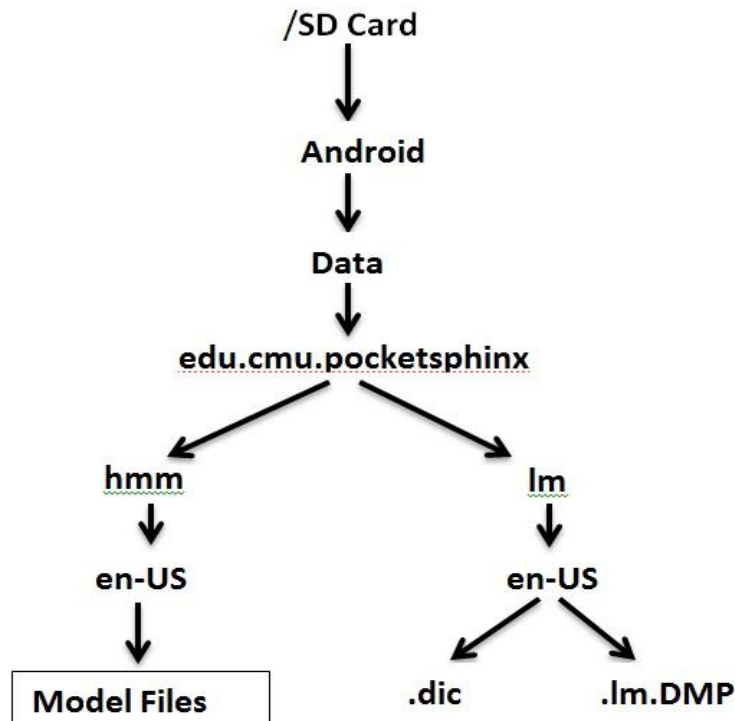 /SD Card
Android
Data
edu.cmu.pocketsphinx
hmm
lm
en-US
en-US
Model Files
.dic
.lm.DMP